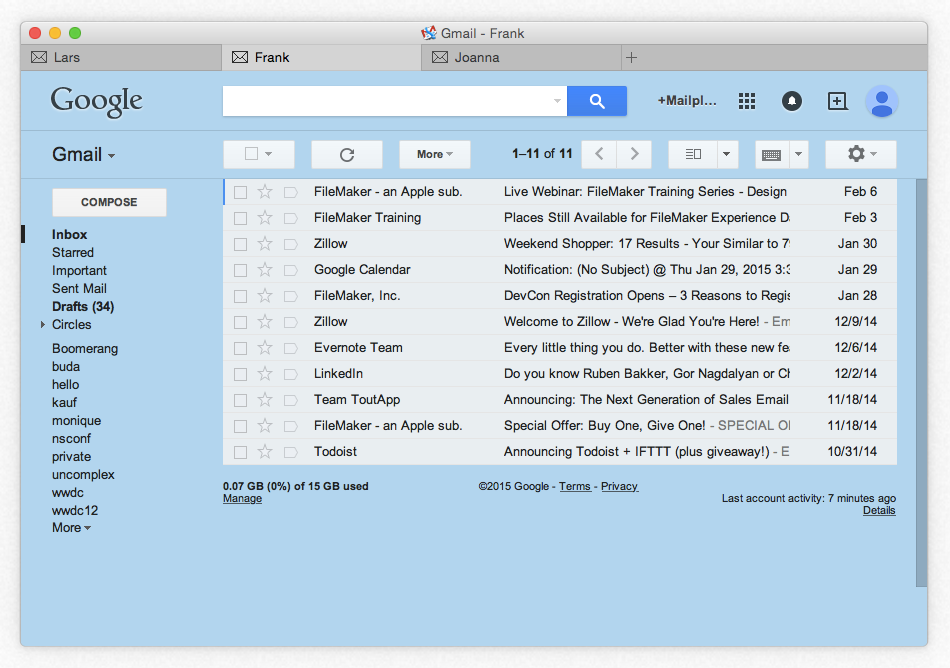 Gmail - Frank
Lars
Frank
Joanna
Google
+Mailpl...
Gmail
More
1–11 of 11
COMPOSE
Inbox
Starred
Important
Sent Mail
Drafts (34)
Circles
Boomerang
buda
hello
kauf
monique
nsconf
private
uncomplex
wwdc
wwdc12
More
FileMaker - an Apple sub. Live Webinar: FileMaker Training Series - Design Feb 6
FileMaker Training Places Still Available for FileMaker Experience Feb 3
Zillow Weekend Shopper: 17 Results - Your Similar to Jan 30
Google Calendar Notification: (No Subject) @ Thu Jan 29, 2015 Jan 29
FileMaker, Inc. DevCon Registration Opens – 3 Reasons to Regis Jan 28
Zillow Welcome to Zillow - We're Glad You're Here! - Em 12/9/14
Evernote Team Every little thing you do. Better with these new fea 12/6/14
LinkedIn Do you know Ruben Bakker, Gor Nagdalyan or 12/2/14
Team ToutApp Announcing: The Next Generation of Sales Email 11/18/14
FileMaker - an Apple sub. Special Offer: Buy One, Give One! - SPECIAL 11/18/14
Todoist Announcing Todoist + IFTTT (plus giveaway!) - E 10/31/14
0.07 GB (0%) of 15 GB used
Manage
©2015 Google - Terms - Privacy
Last account activity: 7 minutes ago
Details